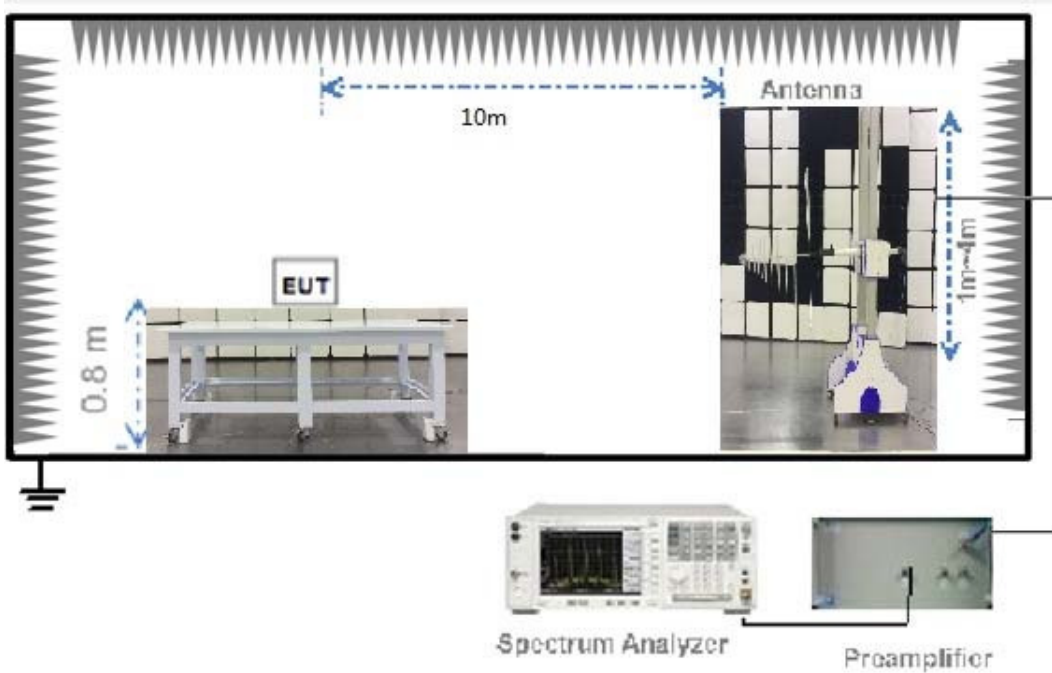 Antenna
10m
1m~4m
EUT
0.8 m
Spectrum Analyzer
Preamplifier